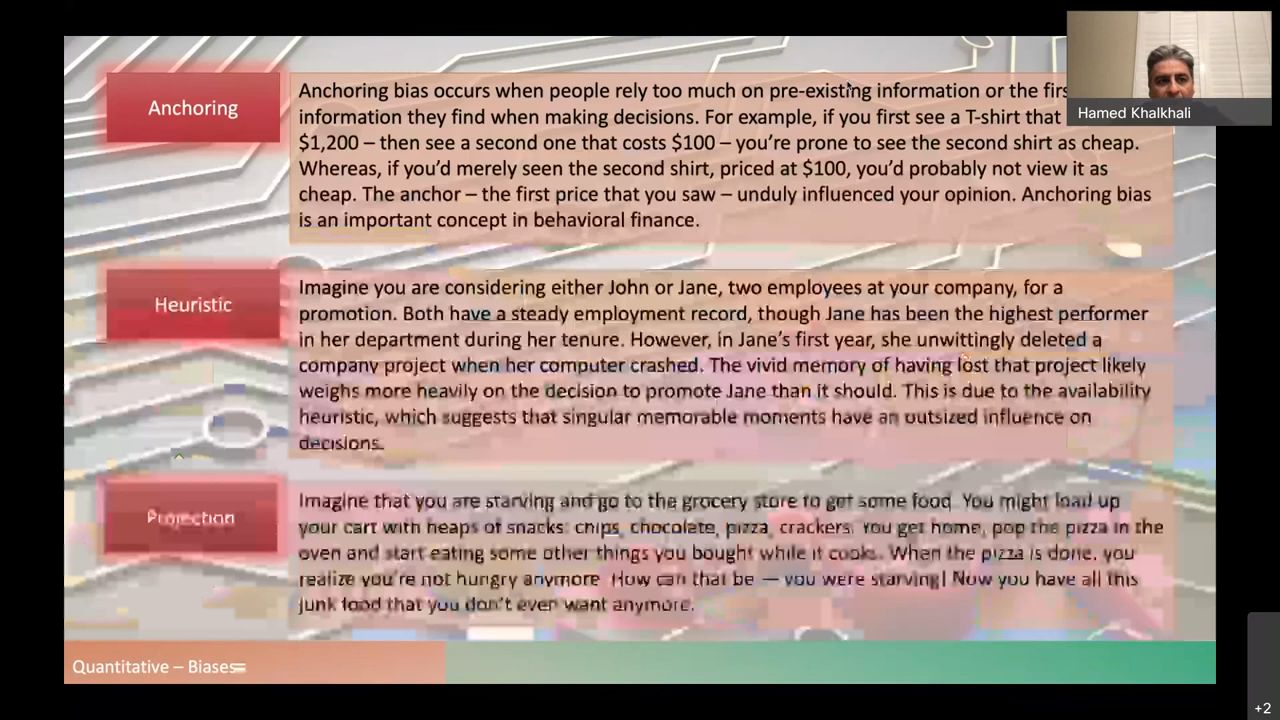 Anchoring
Anchoring bias occurs when people rely too much on pre-existing information or the
information they find when making decisions. For example, if you first see a T-shirt that
$1,200 – then see a second one that costs $100 – you're prone to see the second shirt as cheap.
Whereas, if you'd merely seen the second shirt, priced at $100, you'd probably not view it as
cheap. The anchor – the first price that you saw – unduly influenced your opinion. Anchoring bias
is an important concept in behavioral finance.
Hamed Khalkhali
Heuristic
Imagine you are considering either John or Jane, two employees at your company, for a
promotion. Both have a steady employment record, though Jane has been the highest performer
in her department during her tenure. However, in Jane's first year, she unwittingly deleted a
company project when her computer crashed. The vivid memory of having lost that project likely
weighs more heavily on the decision to promote Jane than it should. This is due to the availability
heuristic, which suggests that singular memorable moments have an outsized influence on
decisions.
Projection
Imagine that you are starving and go to the grocery store to get some food. You might load up
your cart with heaps of snacks: chips, chocolate, pizza, crackers. You get home, pop the pizza in the
oven and start eating some other things you bought while it cooks. When the pizza is done, you
realize you're not hungry anymore. How can that be — you were starving! Now you have all this
junk food that you don't even want anymore.
Quantitative – Biases
+2